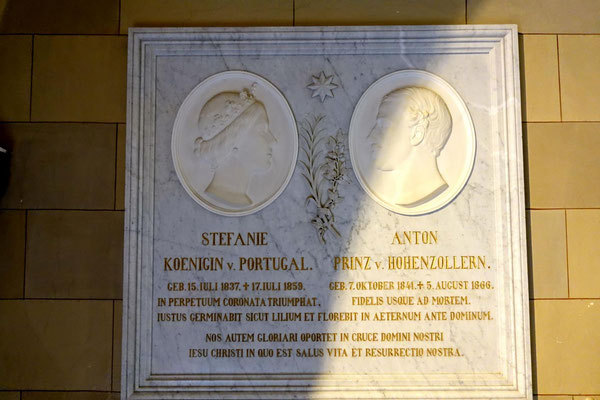 STEFANIE ANTON
KOENIGIN v. PORTUGAL. PRINZ v. HOHENZOLLERN.
GEB. 15. IULI 1837. ✝ 17. IULI 1859. GEB. 7. OKTOBER 1841. ✝ 5. AUGUST 1866.
IN PERPETUUM CORONATA TRIUMPHAT. FIDELIS USQUE AD MORTEM.
IUSTUS GERMINABIT SICUT LILIUM ET FLOREBIT IN AETERNUM ANTE DOMINUM.
NOS AUTEM GLORIARI OPORTET IN CRUCE DOMINI NOSTRI
IESU CHRISTI IN QUO EST SALUS VITA ET RESURRECTIO NOSTRA.